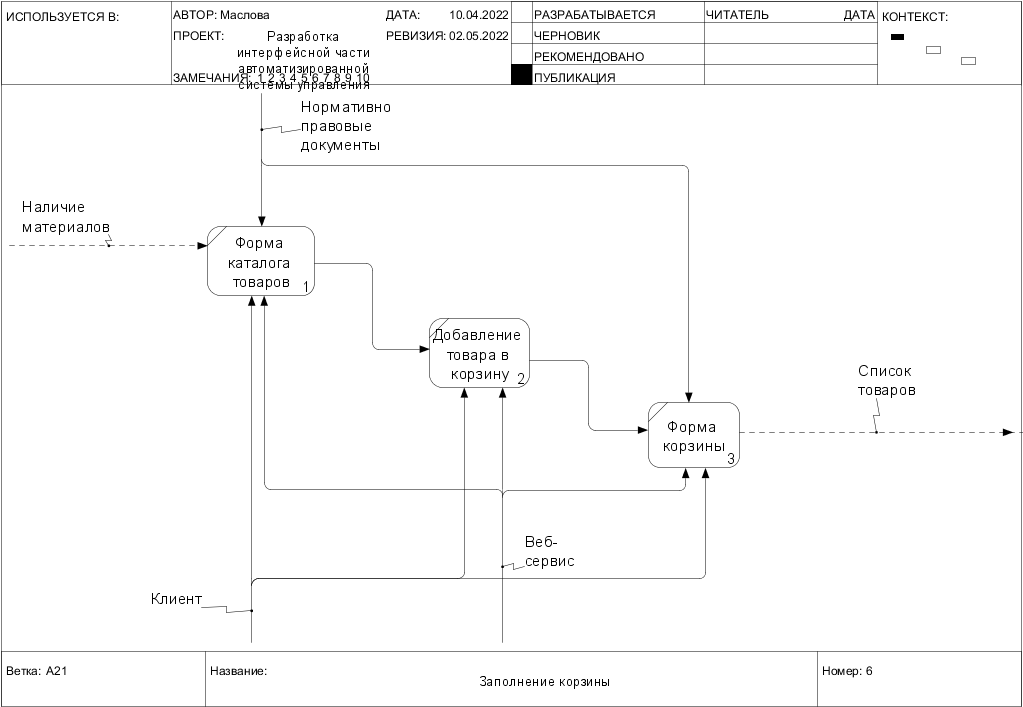 ИСПОЛЬЗУЕТСЯ В:
АВТОР: Маслова
ДАТА: 10.04.2022
ПРОЕКТ: Разработка
интерфейсной части
автоматизированной
системы управления
РЕВИЗИЯ: 02.05.2022
ЗАМЕЧАНИЯ: 1 2 3 4 5 6 7 8 9 10
РАЗРАБАТЫВАЕТСЯ
ЧЕРНОВИК
РЕКОМЕНДОВАНО
ПУБЛИКАЦИЯ
ЧИТАТЕЛЬ ДАТА
КОНТЕКСТ:
Нормативно
правовые
документы
Наличие
материалов
Форма
каталога
товаров 1
Добавление
товара в
корзину 2
Список
товаров
Форма
корзины 3
Веб-
сервис
Клиент
Ветка: A21
Название:
Заполнение корзины
Номер: 6